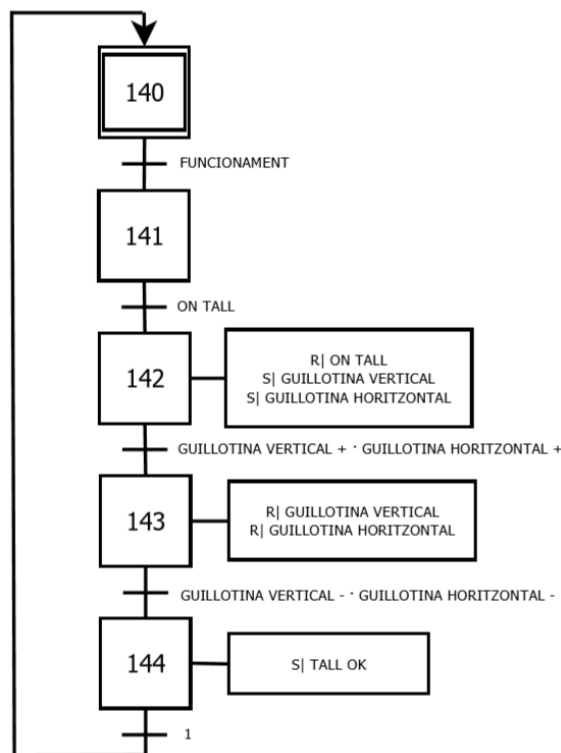 140
FUNCIONAMENT
141
ON TALL
142
R| ON TALL
S| GUILLOTINA VERTICAL
S| GUILLOTINA HORITZONTAL
GUILLOTINA VERTICAL + · GUILLOTINA HORITZONTAL +
143
R| GUILLOTINA VERTICAL
R| GUILLOTINA HORITZONTAL
GUILLOTINA VERTICAL - · GUILLOTINA HORITZONTAL -
144
S| TALL OK
1